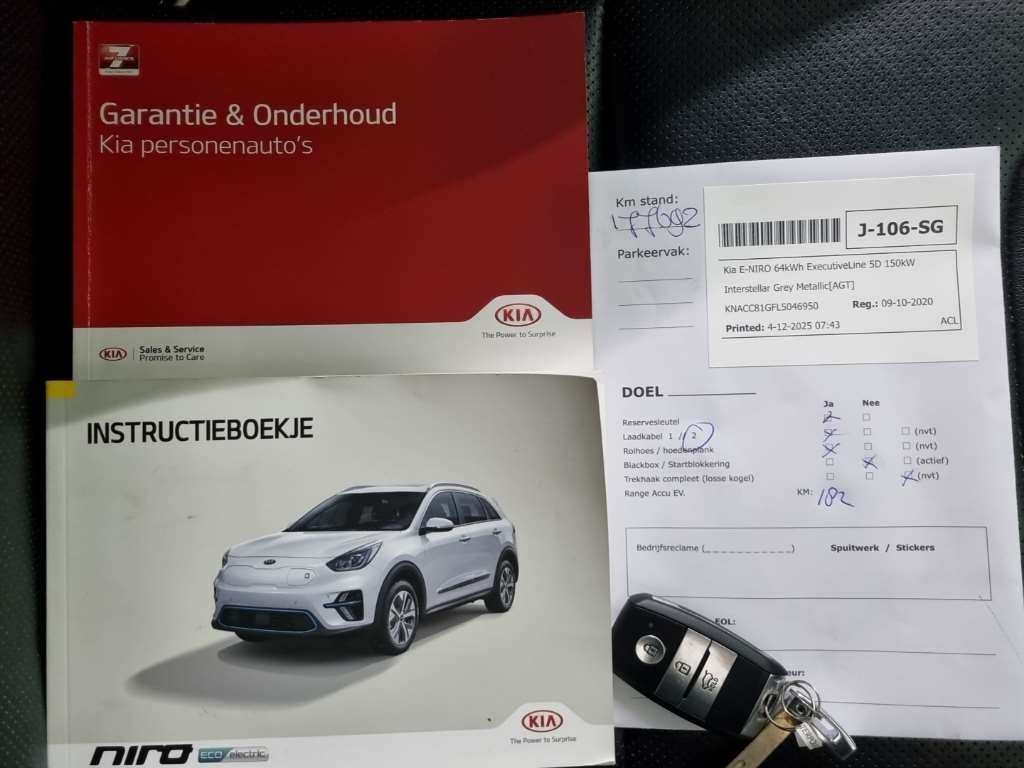 Garantie & Onderhoud
Kia personenauto's
KIA
The Power to Surprise
KIA
Sales & Service
Promise to Care
INSTRUCTIEBOEKJE
KIA
The Power to Surprise
niro ECO electric
Km stand:
177692
Parkeervak:
J-106-SG
Kia E-NIRO 64kWh ExecutiveLine 5D 150kW
Interstellar Grey Metallic[AGT]
KNACC81GFL5046950 Reg.: 09-10-2020
Printed: 4-12-2025 07:43 ACL
DOEL
Ja Nee
Reservesleutel 2
Laadkabel 1 / 2 (nvt)
Rolhoes / hoedenplank (nvt)
Blackbox / Startblokkering (actief)
Trekhaak compleet (losse kogel) (nvt)
Range Accu EV. KM: 182
Bedrijfsreclame (___________) Spuitwerk / Stickers
EOL: